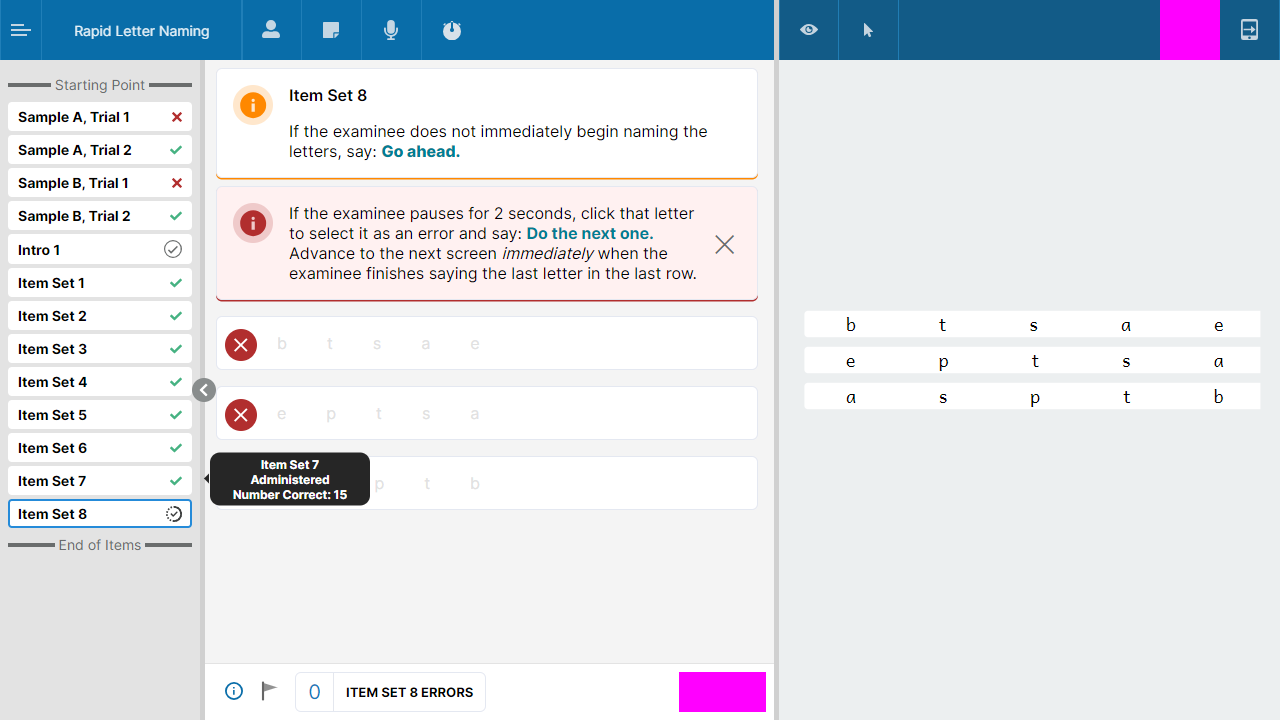 Rapid Letter Naming
Starting Point
Sample A, Trial 1
Sample A, Trial 2
Sample B, Trial 1
Sample B, Trial 2
Intro 1
Item Set 1
Item Set 2
Item Set 3
Item Set 4
Item Set 5
Item Set 6
Item Set 7
Item Set 8
End of Items
Item Set 8
If the examinee does not immediately begin naming the
letters, say: Go ahead.
If the examinee pauses for 2 seconds, click that letter
to select it as an error and say: Do the next one.
Advance to the next screen immediately when the
examinee finishes saying the last letter in the last row.
b t s a e
e p t s a
p t b
Item Set 7
Administered
Number Correct: 15
0 ITEM SET 8 ERRORS
b t s a e
e p t s a
a s p t b